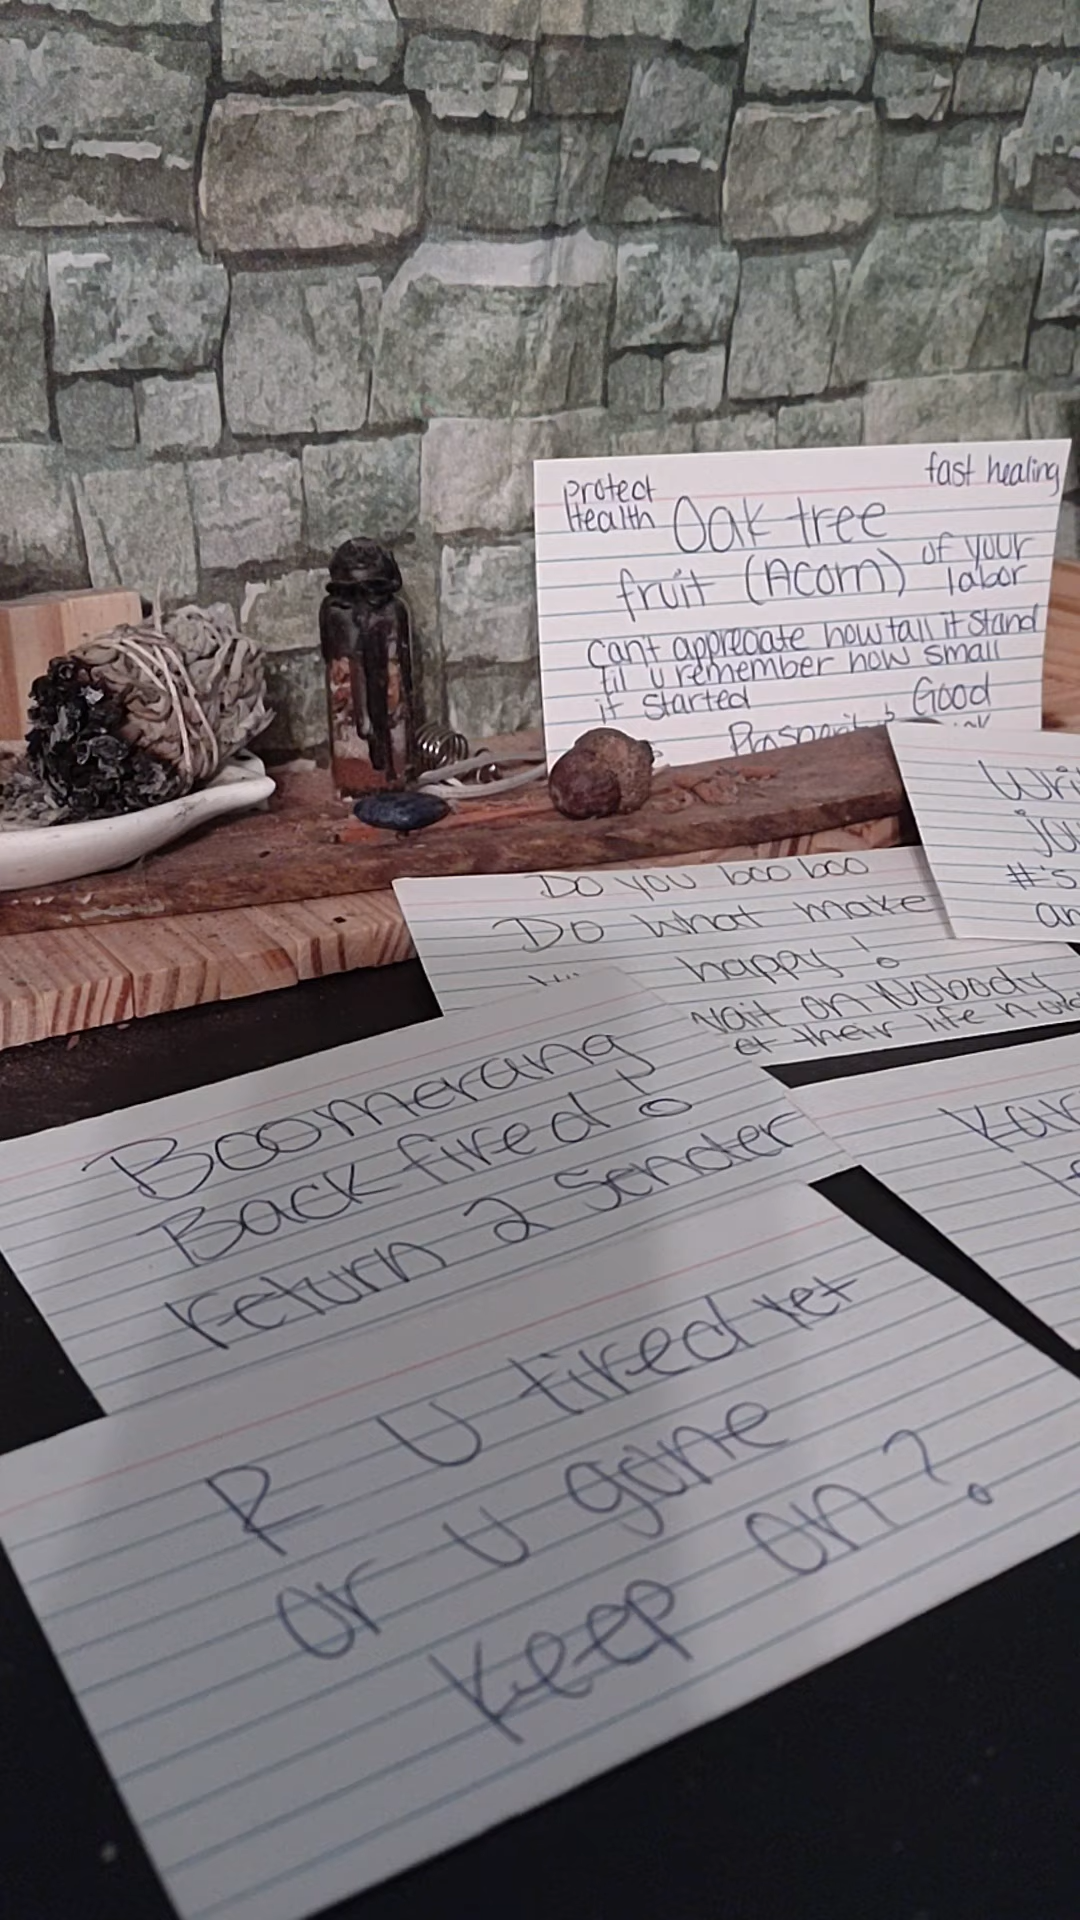 Protect
Health
fast healing
Oak tree
fruit (Acorn) of your
labor
can't apprecate how tall it stand
til u remember how small
it started
Good
Do you boo boo
Do what make
happy!
wait on Nobody
their life
#'s
Boomerang
Back fired!
return 2 Sender
R U tired yet
or u gone
keep on?